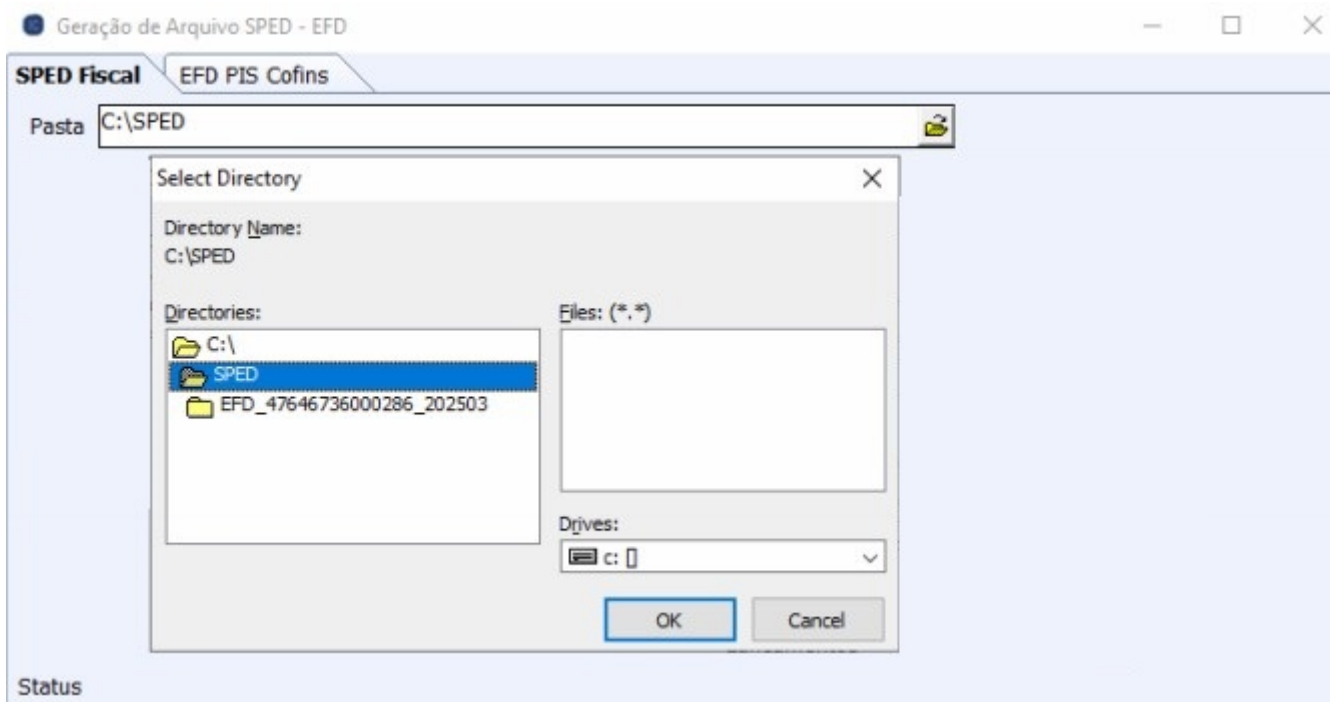 Geração de Arquivo SPED - EFD
SPED Fiscal
EFD PIS Cofins
Pasta
C:\SPED
Select Directory
Directory Name:
C:\SPED
Directories:
Files: (*.*)
C:\
SPED
EFD_47646736000286_202503
Drives:
c: []
OK
Cancel
Status